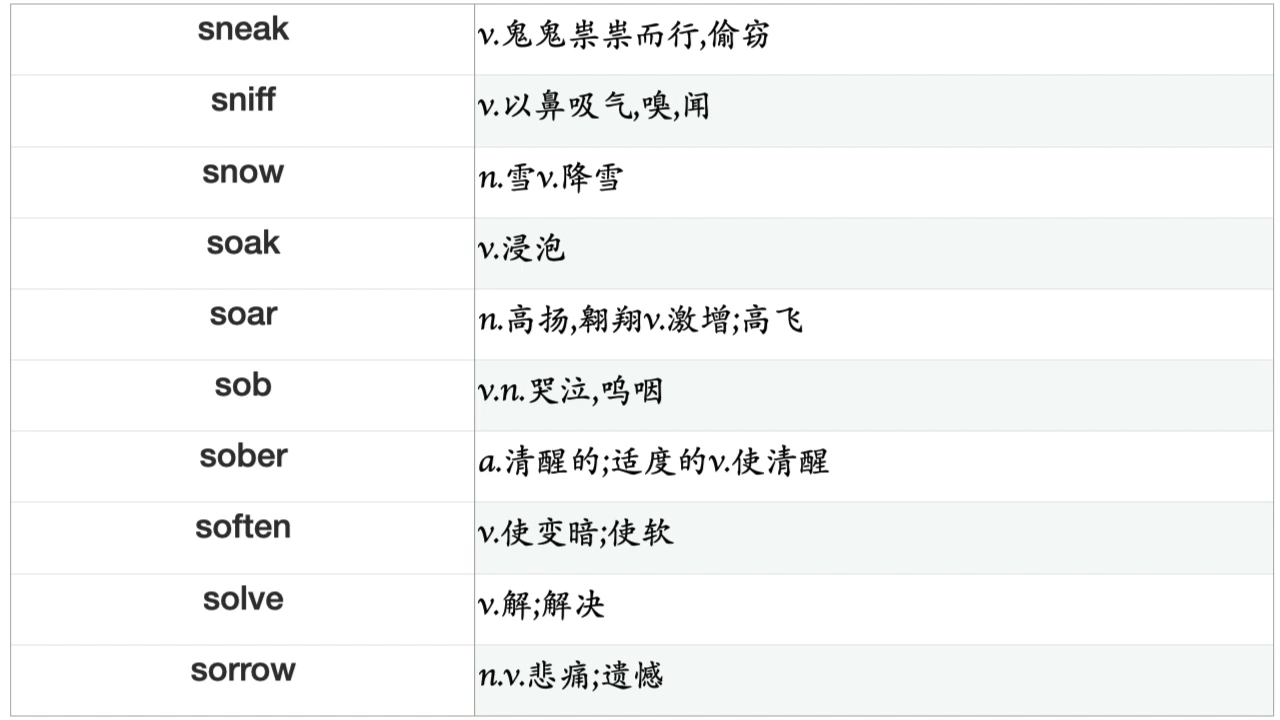 sneak v.鬼鬼祟祟而行,偷窃
sniff v.以鼻吸气,嗅,闻
snow n.雪v.降雪
soak v.浸泡
soar n.高扬,翱翔v.激增;高飞
sob v.n.哭泣,呜咽
sober a.清醒的;适度的v.使清醒
soften v.使变暗;使软
solve v.解;解决
sorrow n.v.悲痛;遗憾